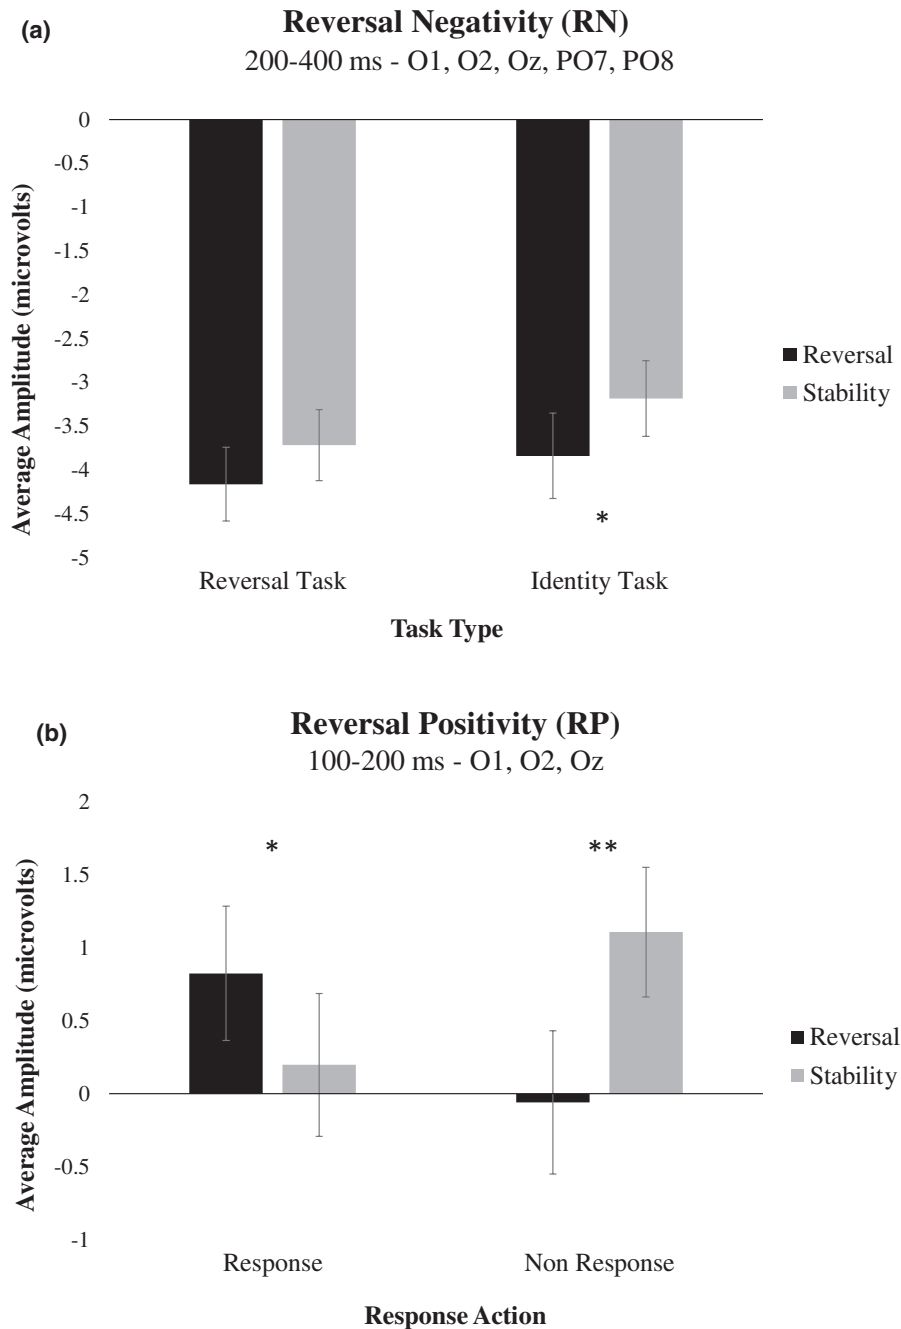 (a)
Reversal Negativity (RN)
200-400 ms - O1, O2, Oz, PO7, PO8
Average Amplitude (microvolts)
0
-0.5
-1
-1.5
-2
-2.5
-3
-3.5
-4
-4.5
-5
*
Reversal Task
Identity Task
Task Type
Reversal
Stability
(b)
Reversal Positivity (RP)
100-200 ms - O1, O2, Oz
Average Amplitude (microvolts)
2
1.5
1
0.5
0
-0.5
-1
*
**
Response
Non Response
Response Action
Reversal
Stability